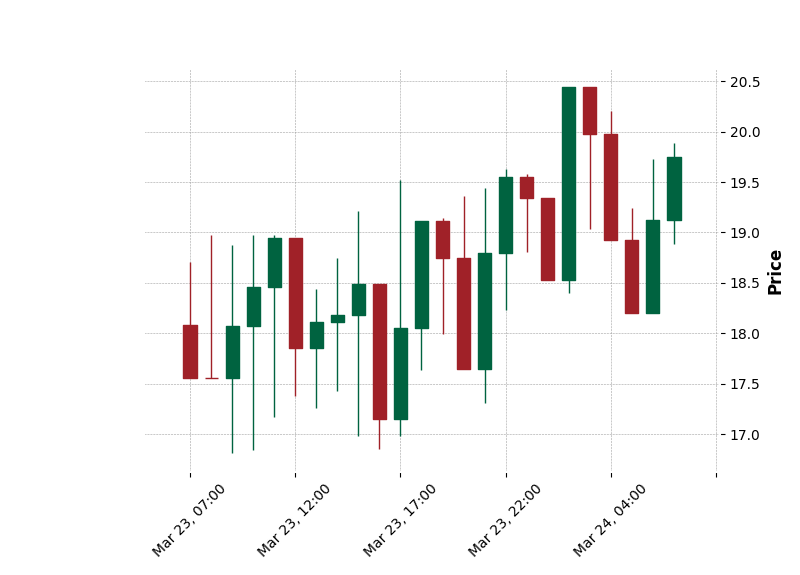 20.5
20.0
19.5
19.0
18.5
18.0
17.5
17.0
Price
Mar 23, 07:00
Mar 23, 12:00
Mar 23, 17:00
Mar 23, 22:00
Mar 24, 04:00